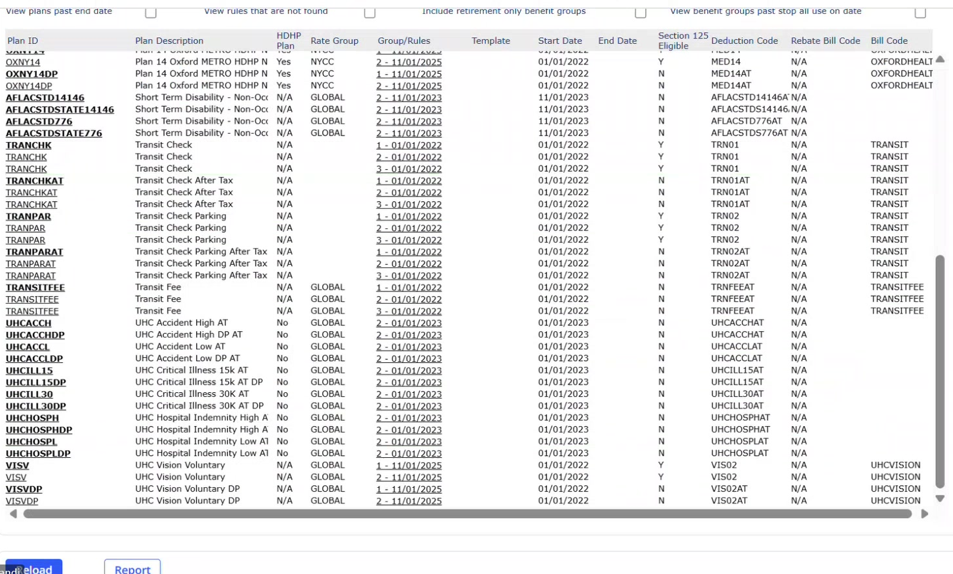 View plans past end date View rules that are not found Include retirement only benefit groups View benefit groups past stop all use on date
Plan ID Plan Description HDHP Plan Rate Group Group/Rules Template Start Date End Date Section 125 Eligible Deduction Code Rebate Bill Code Bill Code
OXNY14 Plan 14 Oxford METRO HDHP N Yes NYCC 2 - 11/01/2025 01/01/2022 Y MED14 N/A OXFORDHEALT
OXNY14DP Plan 14 Oxford METRO HDHP N Yes NYCC 1 - 11/01/2025 01/01/2022 N MED14AT N/A OXFORDHEALT
OXNY14DP Plan 14 Oxford METRO HDHP N Yes NYCC 2 - 11/01/2025 01/01/2022 N MED14AT N/A OXFORDHEALT
AFLACSTD14146 Short Term Disability - Non-Occ N/A GLOBAL 2 - 11/01/2023 11/01/2023 N AFLACSTD14146A N/A
AFLACSTDSTATE14146 Short Term Disability - Non-Occ N/A GLOBAL 2 - 11/01/2023 11/01/2023 N AFLACSTDS14146. N/A
AFLACSTD776 Short Term Disability - Non-Occ N/A GLOBAL 2 - 11/01/2023 11/01/2023 N AFLACSTD776AT N/A
AFLACSTDSTATE776 Short Term Disability - Non-Occ N/A GLOBAL 2 - 11/01/2023 11/01/2023 N AFLACSTDS776AT N/A
TRANCHK Transit Check N/A 1 - 01/01/2022 01/01/2022 Y TRN01 N/A TRANSIT
TRANCHK Transit Check N/A 2 - 01/01/2022 01/01/2022 Y TRN01 N/A TRANSIT
TRANCHK Transit Check N/A 3 - 01/01/2022 01/01/2022 Y TRN01 N/A TRANSIT
TRANCHKAT Transit Check After Tax N/A 1 - 01/01/2022 01/01/2022 N TRN01AT N/A TRANSIT
TRANCHKAT Transit Check After Tax N/A 2 - 01/01/2022 01/01/2022 N TRN01AT N/A TRANSIT
TRANCHKAT Transit Check After Tax N/A 3 - 01/01/2022 01/01/2022 N TRN01AT N/A TRANSIT
TRANPAR Transit Check Parking N/A 1 - 01/01/2022 01/01/2022 Y TRN02 N/A TRANSIT
TRANPAR Transit Check Parking N/A 2 - 01/01/2022 01/01/2022 Y TRN02 N/A TRANSIT
TRANPAR Transit Check Parking N/A 3 - 01/01/2022 01/01/2022 Y TRN02 N/A TRANSIT
TRANPARAT Transit Check Parking After Tax N/A 1 - 01/01/2022 01/01/2022 N TRN02AT N/A TRANSIT
TRANPARAT Transit Check Parking After Tax N/A 2 - 01/01/2022 01/01/2022 N TRN02AT N/A TRANSIT
TRANPARAT Transit Check Parking After Tax N/A 3 - 01/01/2022 01/01/2022 N TRN02AT N/A TRANSIT
TRANSITFEE Transit Fee N/A GLOBAL 1 - 01/01/2022 01/01/2022 N TRNFEEAT N/A TRANSITFEE
TRANSITFEE Transit Fee N/A GLOBAL 2 - 01/01/2022 01/01/2022 N TRNFEEAT N/A TRANSITFEE
TRANSITFEE Transit Fee N/A GLOBAL 3 - 01/01/2022 01/01/2022 N TRNFEEAT N/A TRANSITFEE
UHCACCH UHC Accident High AT No GLOBAL 2 - 01/01/2023 01/01/2023 N UHCACCHAT N/A
UHCACCHDP UHC Accident High DP AT No GLOBAL 2 - 01/01/2023 01/01/2023 N UHCACCHAT N/A
UHCACCL UHC Accident Low AT No GLOBAL 2 - 01/01/2023 01/01/2023 N UHCACCLAT N/A
UHCACCLDP UHC Accident Low DP AT No GLOBAL 2 - 01/01/2023 01/01/2023 N UHCACCLAT N/A
UHCILL15 UHC Critical Illness 15k AT No GLOBAL 2 - 01/01/2023 01/01/2023 N UHCILL15AT N/A
UHCILL15DP UHC Critical Illness 15k AT DP No GLOBAL 2 - 01/01/2023 01/01/2023 N UHCILL15AT N/A
UHCILL30 UHC Critical Illness 30K AT No GLOBAL 2 - 01/01/2023 01/01/2023 N UHCILL30AT N/A
UHCILL30DP UHC Critical Illness 30K AT DP No GLOBAL 2 - 01/01/2023 01/01/2023 N UHCILL30AT N/A
UHCHOSPH UHC Hospital Indemnity High A No GLOBAL 2 - 01/01/2023 01/01/2023 N UHCHOSPHAT N/A
UHCHOSPHDP UHC Hospital Indemnity High A No GLOBAL 2 - 01/01/2023 01/01/2023 N UHCHOSPHAT N/A
UHCHOSPL UHC Hospital Indemnity Low AT No GLOBAL 2 - 01/01/2023 01/01/2023 N UHCHOSPLAT N/A
UHCHOSPLDP UHC Hospital Indemnity Low AT No GLOBAL 2 - 01/01/2023 01/01/2023 N UHCHOSPLAT N/A
VISV UHC Vision Voluntary N/A GLOBAL 1 - 11/01/2025 01/01/2022 Y VIS02 N/A UHCVISION
VISV UHC Vision Voluntary N/A GLOBAL 2 - 11/01/2025 01/01/2022 Y VIS02 N/A UHCVISION
VISVDP UHC Vision Voluntary DP N/A GLOBAL 1 - 11/01/2025 01/01/2022 N VIS02AT N/A UHCVISION
VISVDP UHC Vision Voluntary DP N/A GLOBAL 2 - 11/01/2025 01/01/2022 N VIS02AT N/A UHCVISION
eload Report